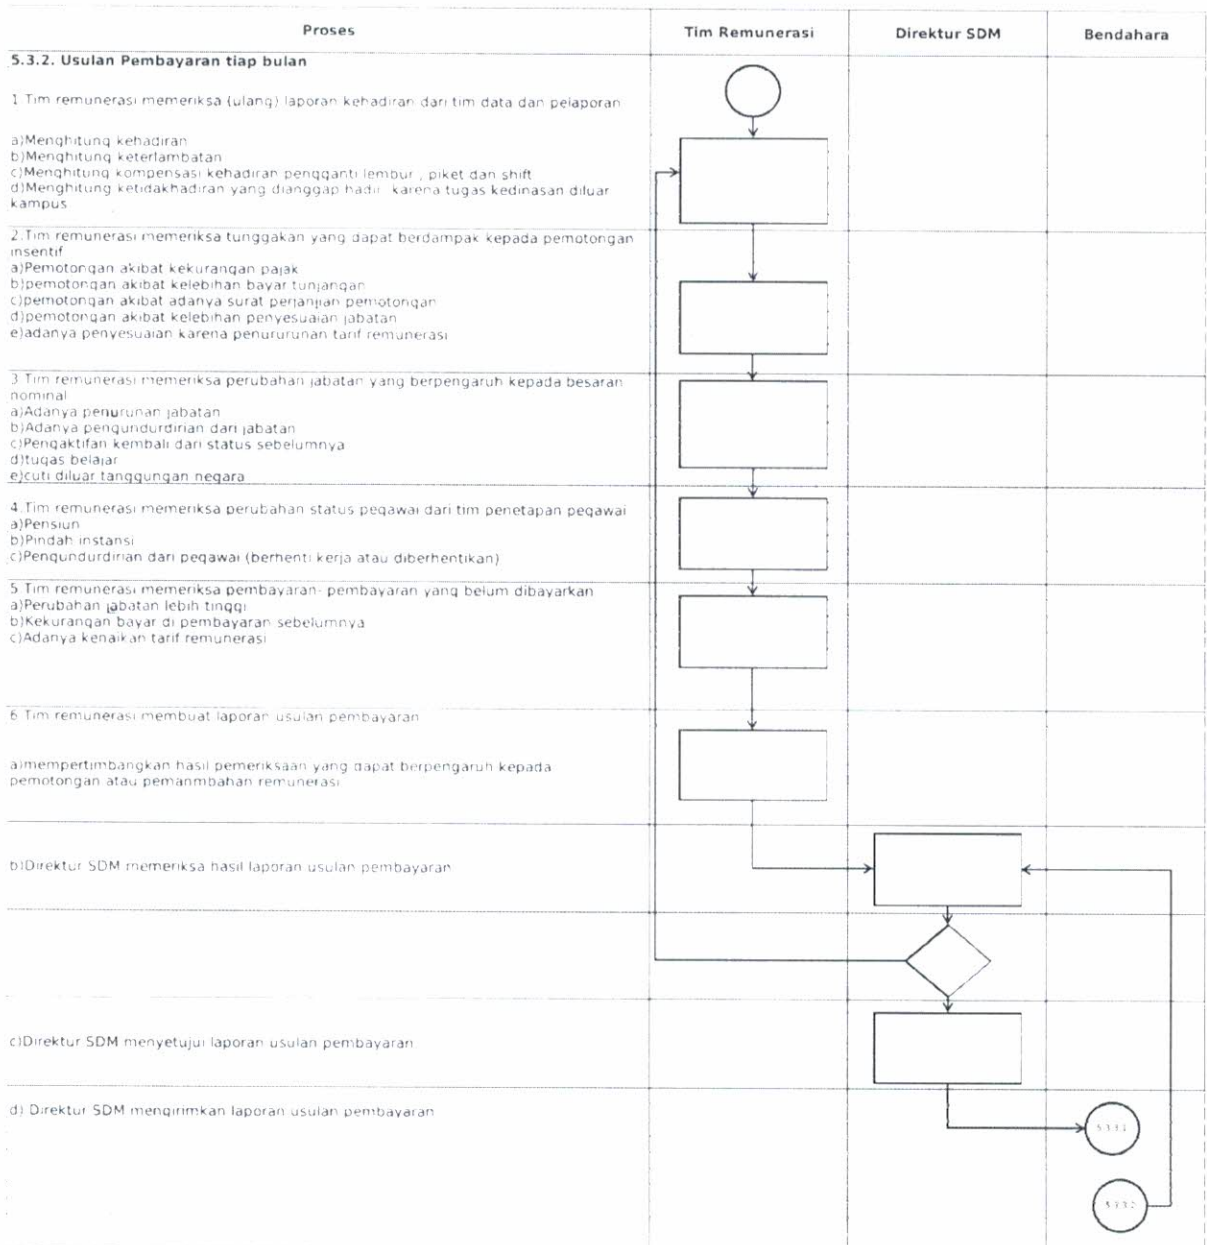 Proses
Tim Remunerasi
Direktur SDM
Bendahara
5.3.2. Usulan Pembayaran tiap bulan
1 Tim remunerasi memeriksa (ulang) laporan kehadiran dari tim data dan pelaporan
a)Menghitung kehadiran
b)Menghitung keterlambatan
c)Menghitung kompensasi kehadiran pengganti lembur , piket dan shift
d)Menghitung ketidakhadiran yang dianggap hadir karena tugas kedinasan diluar
kampus
2.Tim remunerasi memeriksa tunggakan yang dapat berdampak kepada pemotongan
insentif
a)Pemotongan akibat kekurangan pajak
b)pemotongan akibat kelebihan bayar tunjangan
c)pemotongan akibat adanya surat perjanjian pemotongan
d)pemotongan akibat kelebihan penyesuaian jabatan
e)adanya penyesuaian karena penururunan tarif remunerasi
3 Tim remunerasi memeriksa perubahan jabatan yang berpengaruh kepada besaran
nominal
a)Adanya penurunan jabatan
b)Adanya pengundurdirian dari jabatan
c)Pengaktifan kembali dari status sebelumnya
d)tugas belajar
e)cuti diluar tanggungan negara
4.Tim remunerasi memeriksa perubahan status pegawai dari tim penetapan pegawai
a)Pensiun
b)Pindah instansi
c)Pengundurdirian dari pegawai (berhenti kerja atau diberhentikan)
5 Tim remunerasi memeriksa pembayaran- pembayaran yang belum dibayarkan
a)Perubahan jabatan lebih tinggi
b)Kekurangan bayar di pembayaran sebelumnya
c)Adanya kenaikan tarif remunerasi
6 Tim remunerasi membuat laporan usulan pembayaran
a)mempertimbangkan hasil pemeriksaan yang dapat berpengaruh kepada
pemotongan atau pemanmbahan remunerasi
b)Direktur SDM memeriksa hasil laporan usulan pembayaran
c)Direktur SDM menyetujui laporan usulan pembayaran
d) Direktur SDM mengirimkan laporan usulan pembayaran
5.3.3.1
5.3.3.2